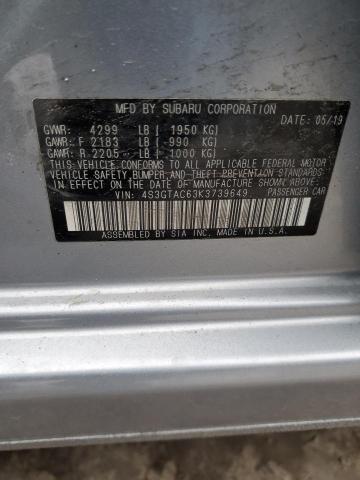 MFD BY SUBARU CORPORATION
DATE: 05/19
GVWR: 4299 LB [ 1950 KG]
GAWR: F 2183 LB [ 990 KG]
GAWR: R 2205 LB [ 1000 KG]
THIS VEHICLE CONFORMS TO ALL APPLICABLE FEDERAL MOTOR
VEHICLE SAFETY, BUMPER, AND THEFT PREVENTION STANDARDS IN
EFFECT ON THE DATE OF MANUFACTURE SHOWN ABOVE.
VIN: 4S3GTAC63K3739649 PASSENGER CAR
ASSEMBLED BY SIA INC. MADE IN U.S.A.